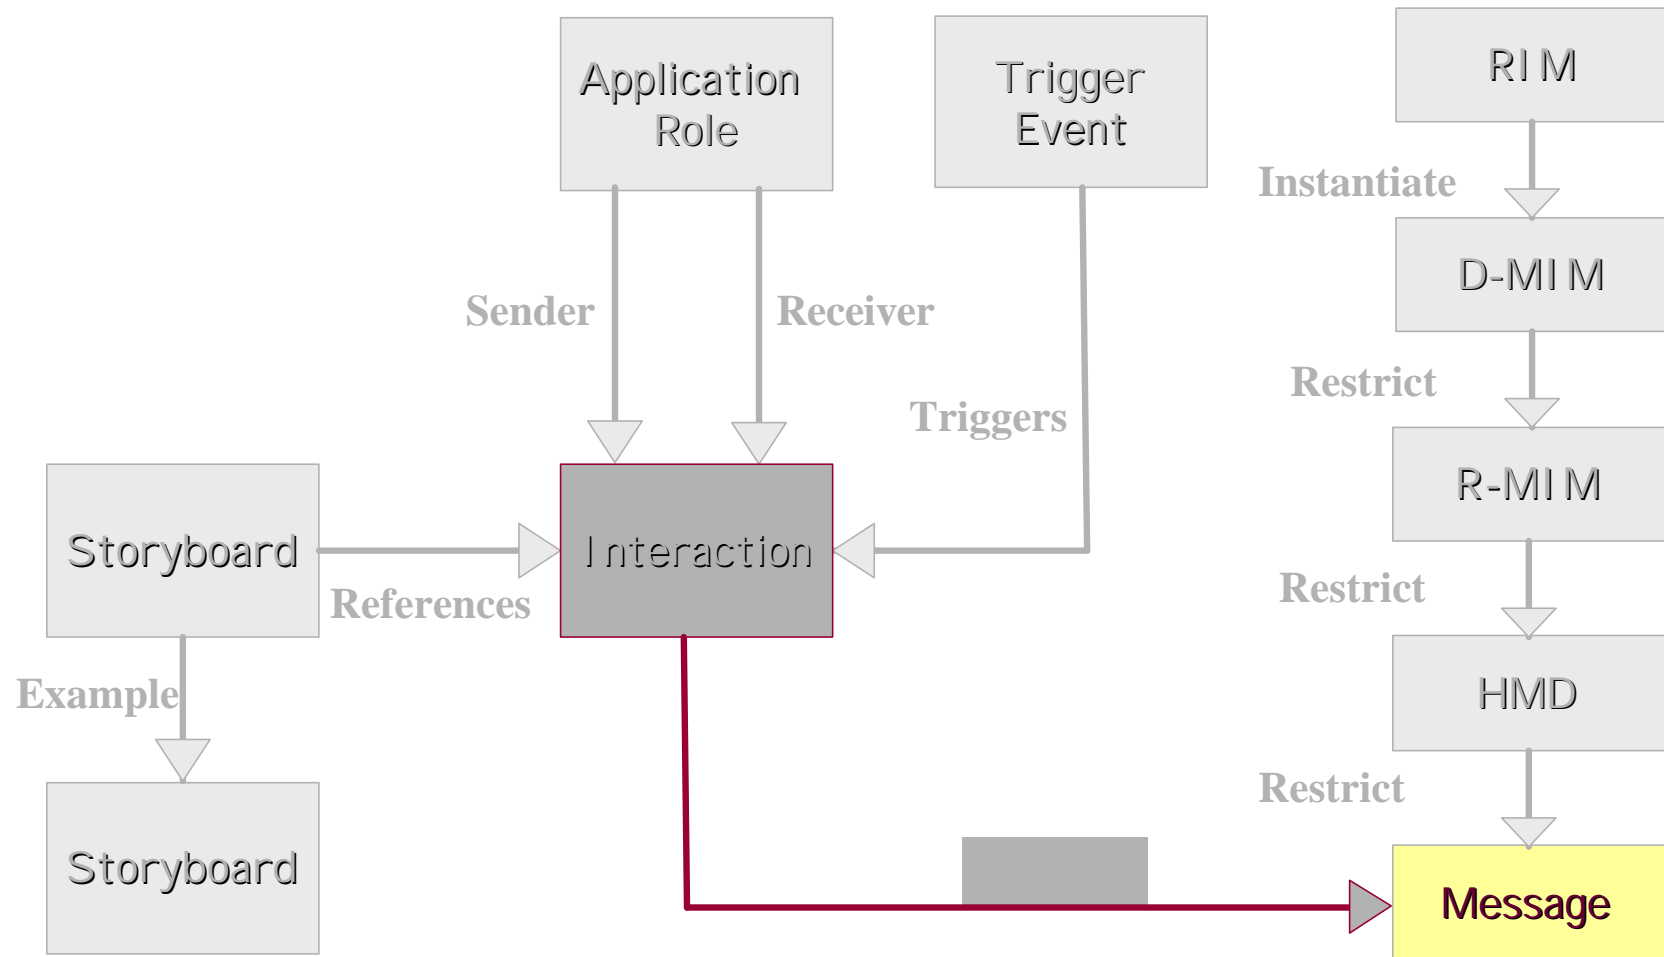 Application
Role
Trigger
Event
RIM
Instantiate
D-MIM
Sender
Receiver
Restrict
Triggers
R-MIM
Storyboard
Interaction
References
Restrict
HMD
Example
Restrict
Storyboard
Message